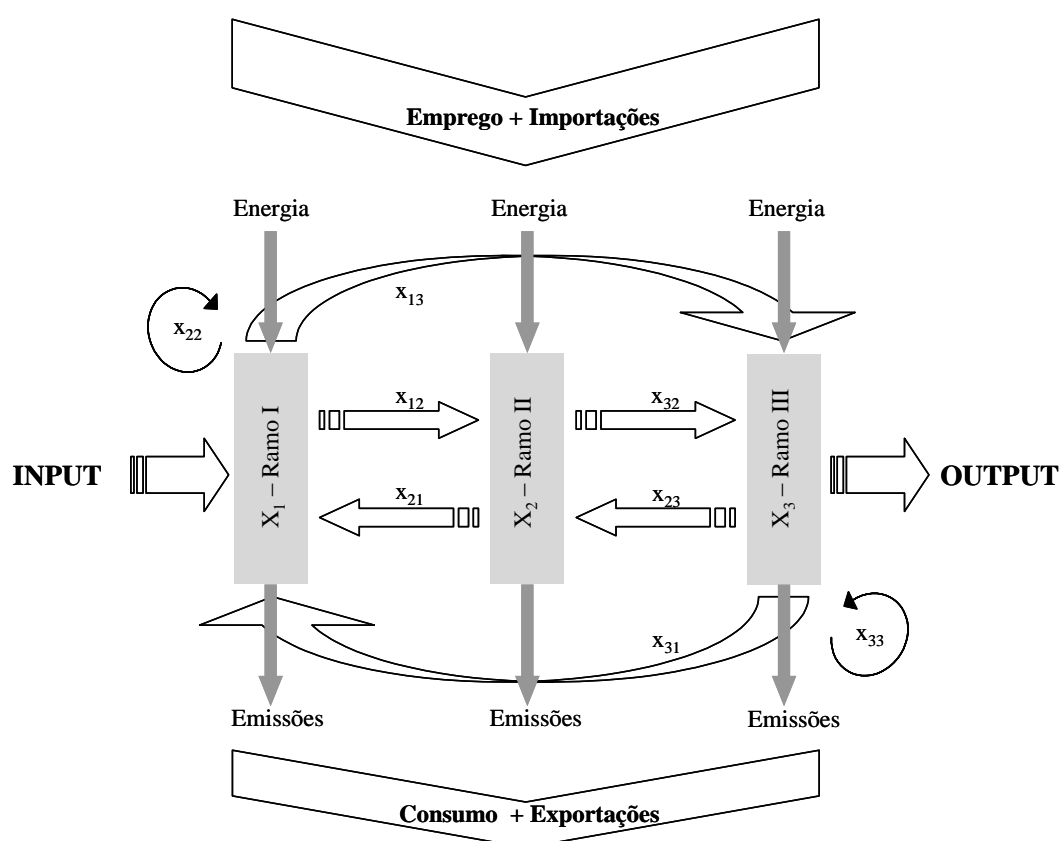 Emprego + Importações
Energia
Energia
Energia
x13
x22
x12
x32
X1 – Ramo I
X2 – Ramo II
X3 – Ramo III
INPUT
OUTPUT
x21
x23
x31
x33
Emissões
Emissões
Emissões
Consumo + Exportações